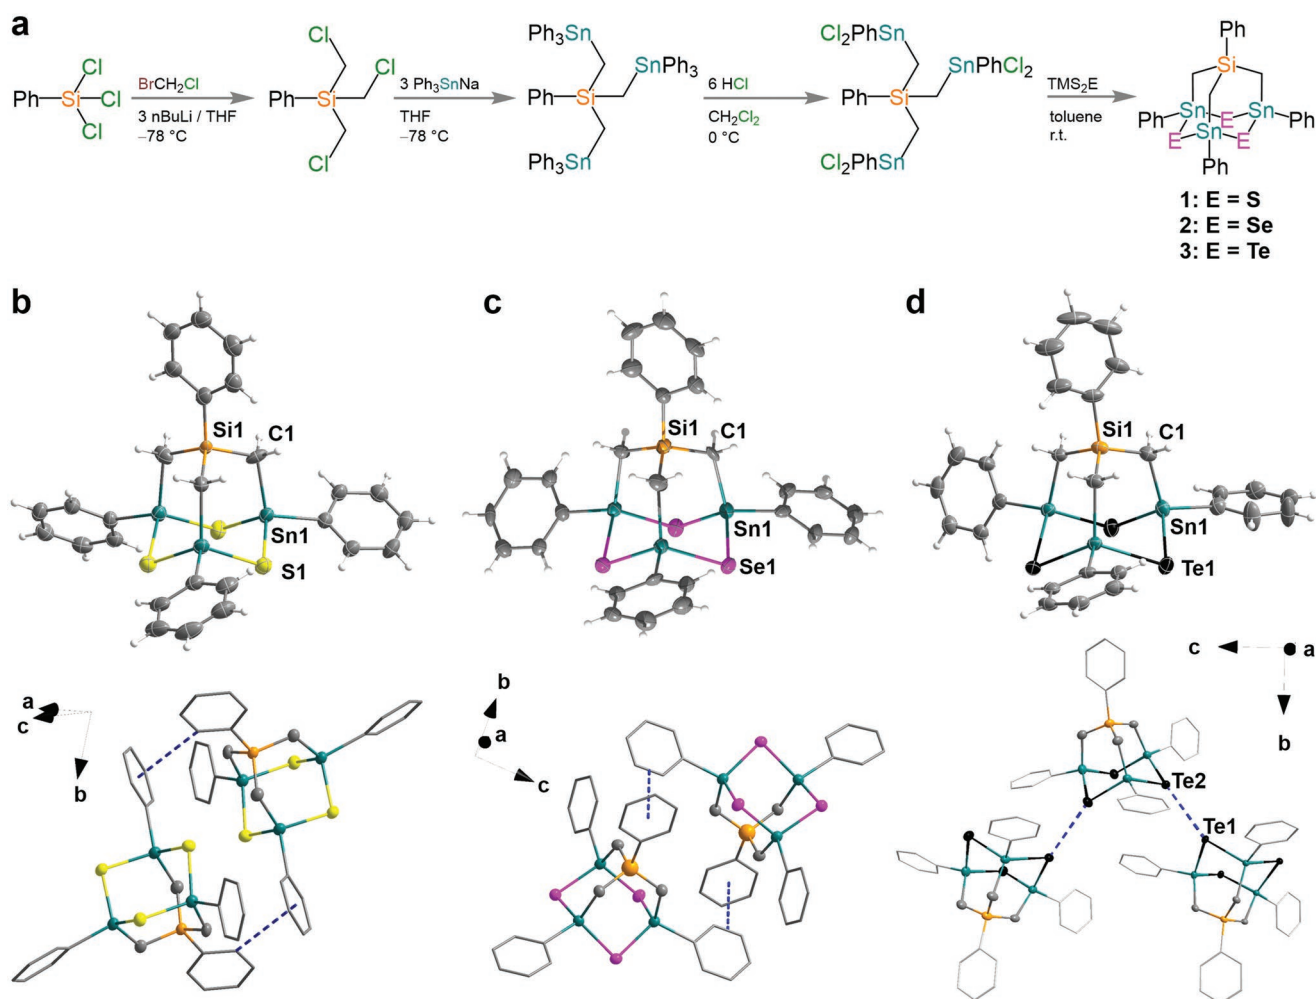 a
Cl
Ph Si Cl
Cl
BrCH₂Cl
3 nBuLi / THF
–78 °C
Cl
Cl
Ph Si
Cl
3 Ph₃SnNa
THF
–78 °C
Ph₃Sn
SnPh₃
Ph Si
Ph₃Sn
6 HCl
CH₂Cl₂
0 °C
Cl₂PhSn
SnPhCl₂
Ph Si
Cl₂PhSn
TMS₂E
toluene
r.t.
Ph
Si
Sn Sn
Ph E Ph
Sn
E E
Ph
1: E = S
2: E = Se
3: E = Te
b
Si1 C1
Sn1
S1
c
Si1 C1
Sn1
Se1
d
Si1 C1
Sn1
Te1
a
c
b
b
a
c
c a
b
Te2
Te1